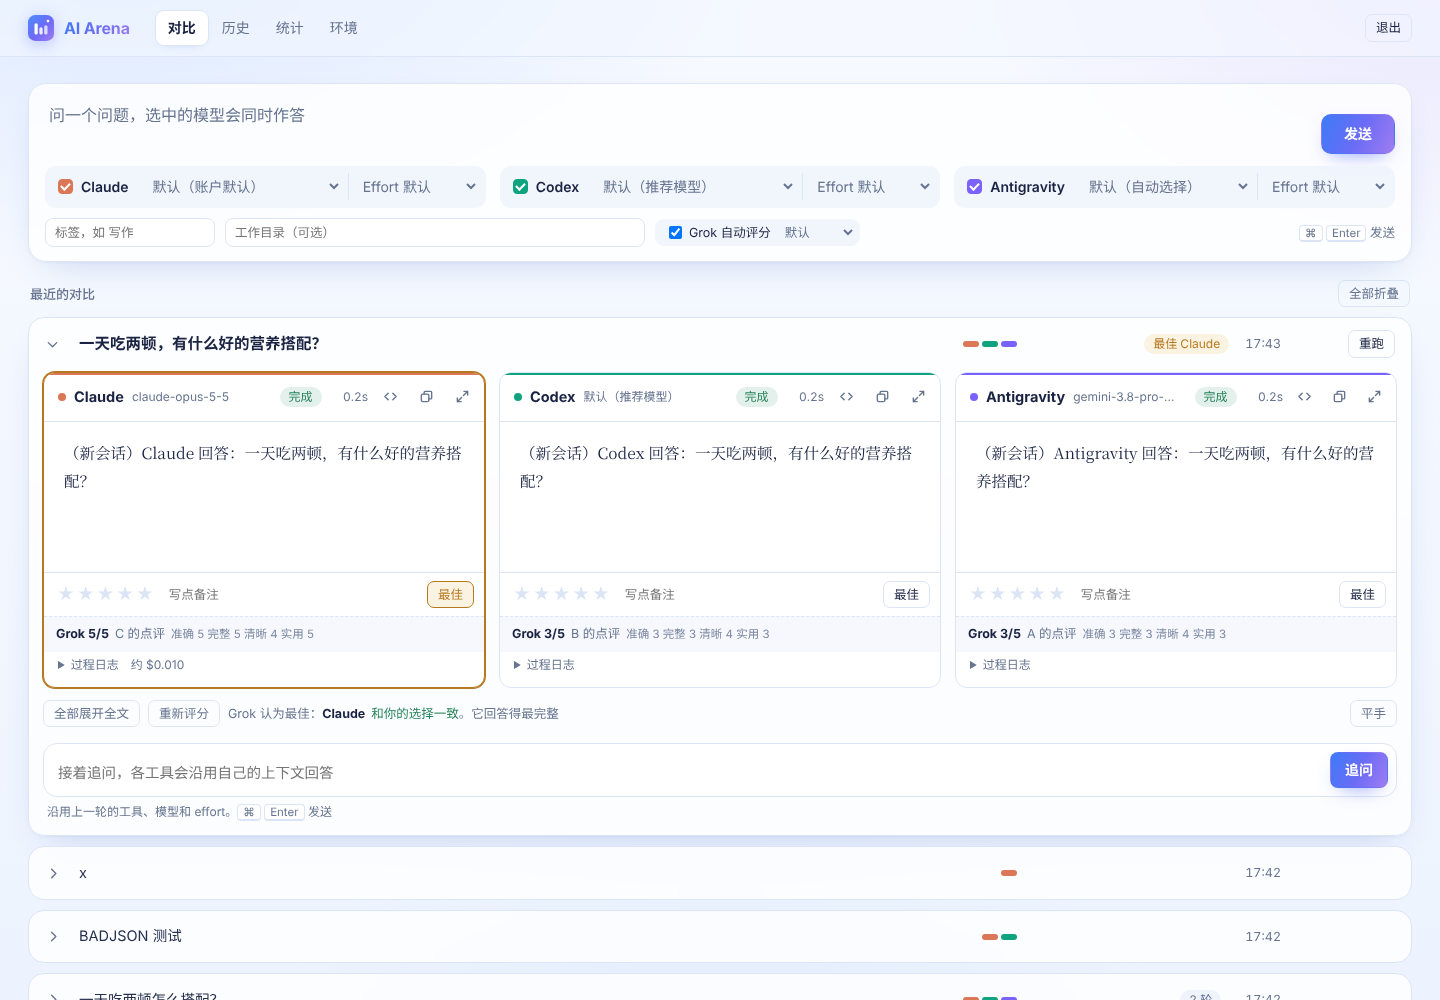 AI Arena 对比 历史 统计 环境 退出
问一个问题，选中的模型会同时作答
发送
Claude 默认（账户默认） Effort 默认 Codex 默认（推荐模型） Effort 默认 Antigravity 默认（自动选择） Effort 默认
标签，如 写作 工作目录（可选） Grok 自动评分 默认 ⌘ Enter 发送
最近的对比 全部折叠
一天吃两顿，有什么好的营养搭配？ 最佳 Claude 17:43 重跑
Claude claude-opus-5-5 完成 0.2s
（新会话）Claude 回答：一天吃两顿，有什么好的营养搭
配？
★★★★★ 写点备注 最佳
Grok 5/5 C 的点评 准确 5 完整 5 清晰 4 实用 5
过程日志 约 $0.010
Codex 默认（推荐模型） 完成 0.2s
（新会话）Codex 回答：一天吃两顿，有什么好的营养搭
配？
★★★★★ 写点备注 最佳
Grok 3/5 B 的点评 准确 3 完整 3 清晰 4 实用 3
过程日志
Antigravity gemini-3.8-pro-... 完成 0.2s
（新会话）Antigravity 回答：一天吃两顿，有什么好的营
养搭配？
★★★★★ 写点备注 最佳
Grok 3/5 A 的点评 准确 3 完整 3 清晰 4 实用 3
过程日志
全部展开全文 重新评分 Grok 认为最佳：Claude 和你的选择一致。它回答得最完整 平手
接着追问，各工具会沿用自己的上下文回答 追问
沿用上一轮的工具、模型和 effort。⌘ Enter 发送
x 17:42
BADJSON 测试 17:42
一天吃两顿怎么搭配？ 2 轮 17:42